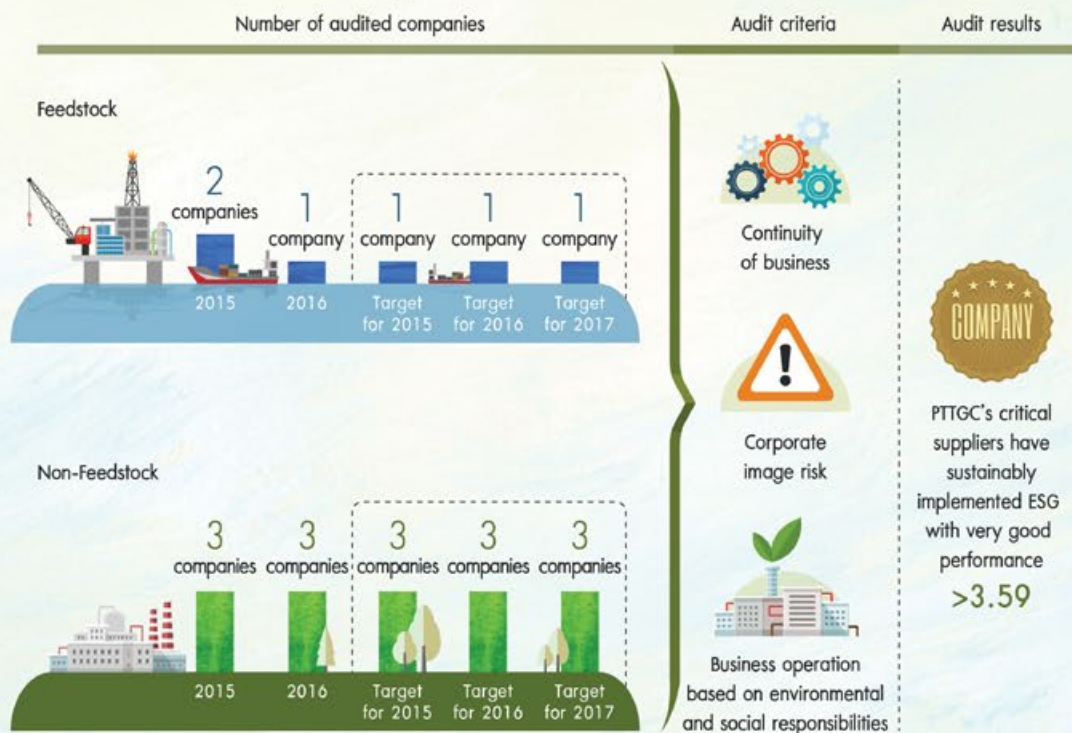 Number of audited companies
Audit criteria
Audit results
Feedstock
2
companies
1
company
1
company
1
company
1
company
2015
2016
Target
for 2015
Target
for 2016
Target
for 2017
Non-Feedstock
3
companies
3
companies
3
companies
3
companies
3
companies
2015
2016
Target
for 2015
Target
for 2016
Target
for 2017
Continuity
of business
!
Corporate
image risk
Business operation
based on environmental
and social responsibilities
COMPANY
PTTGC's critical
suppliers have
sustainably
implemented ESG
with very good
performance
>3.59